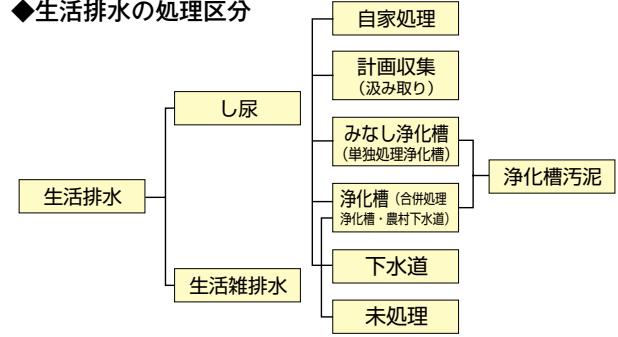 ◆生活排水の処理区分
自家処理
計画収集
（汲み取り）
し尿
みなし浄化槽
（単独処理浄化槽）
浄化槽汚泥
生活排水
浄化槽（合併処理
浄化槽・農村下水道）
下水道
生活雑排水
未処理